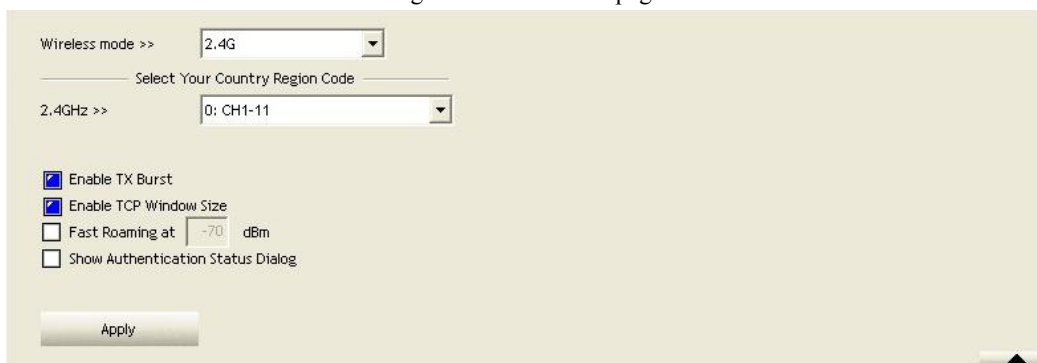 Wireless mode >> 2.4G
Select Your Country Region Code
2.4GHz >> 0: CH1-11
Enable TX Burst
Enable TCP Window Size
Fast Roaming at -70 dBm
Show Authentication Status Dialog
Apply